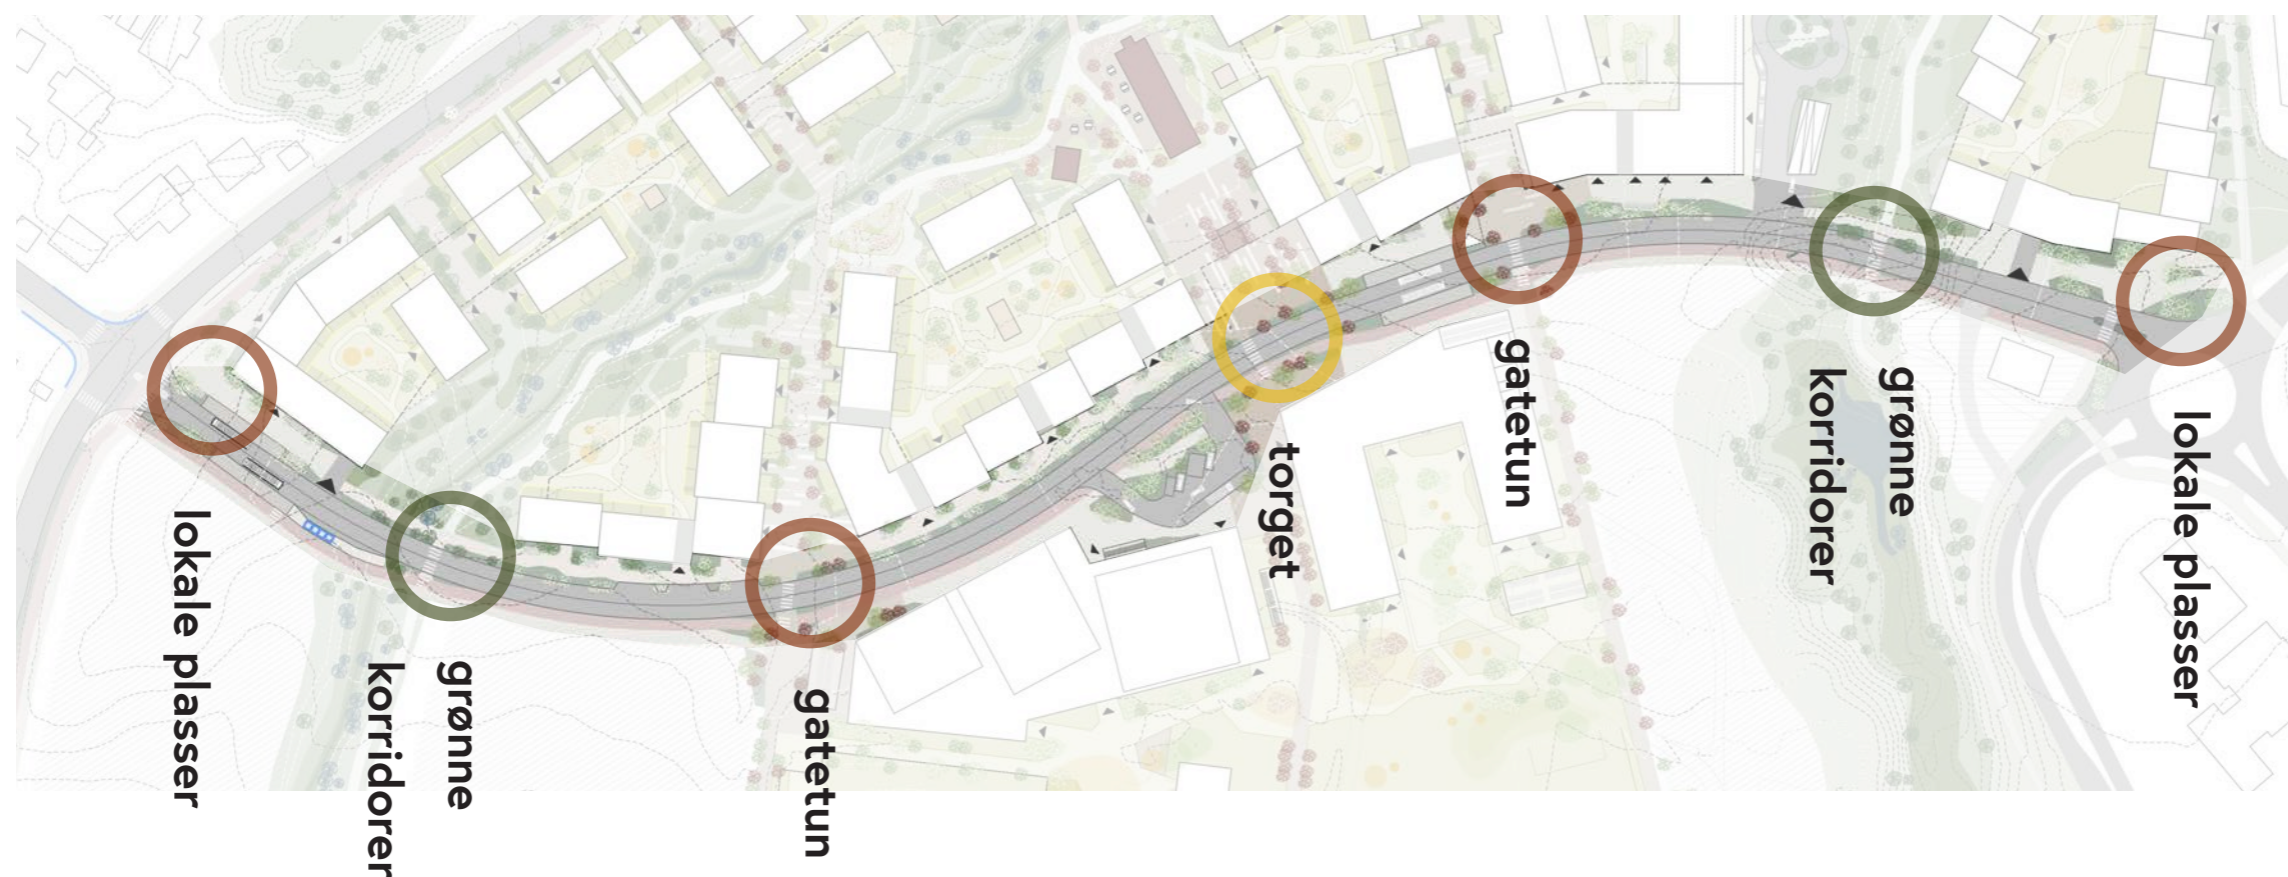 lokale plasser
grønne
korridorer
gatetun
torget
gatetun
grønne
korridorer
lokale plasser